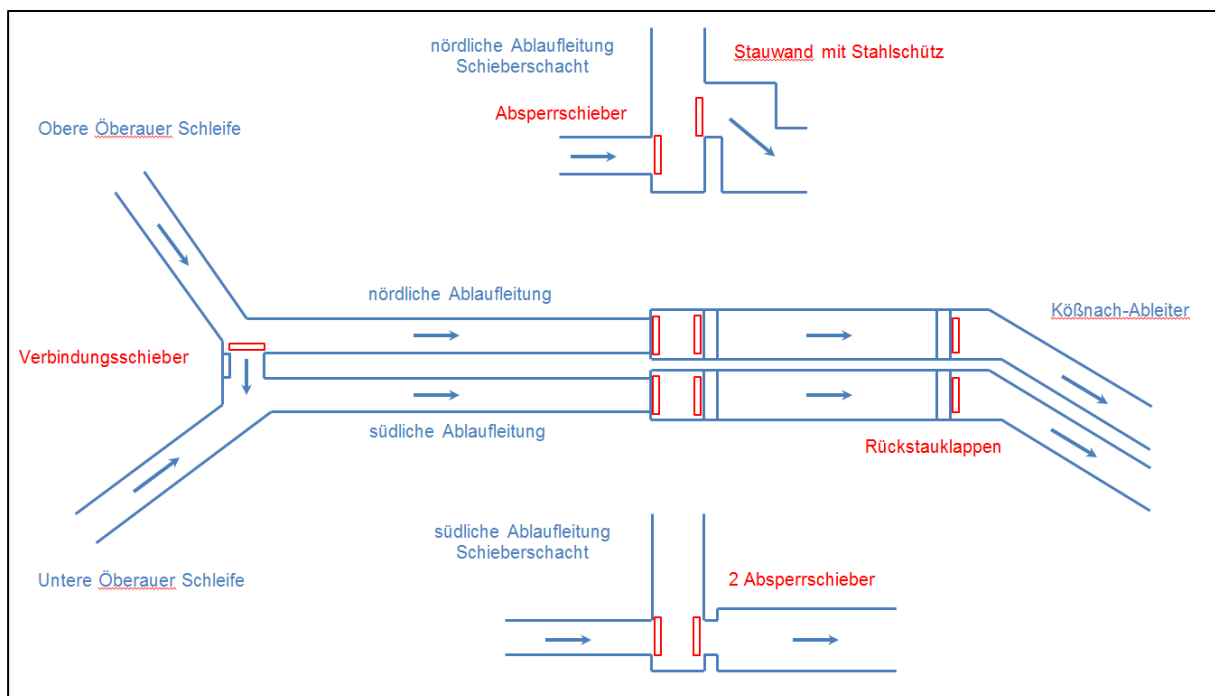 nördliche Ablaufleitung
Schieberschacht
Stauwand mit Stahlschütz
Absperrschieber
Obere Öberauer Schleife
nördliche Ablaufleitung
Kößnach-Ableiter
Verbindungsschieber
südliche Ablaufleitung
Rückstauklappen
südliche Ablaufleitung
Schieberschacht
Untere Öberauer Schleife
2 Absperrschieber